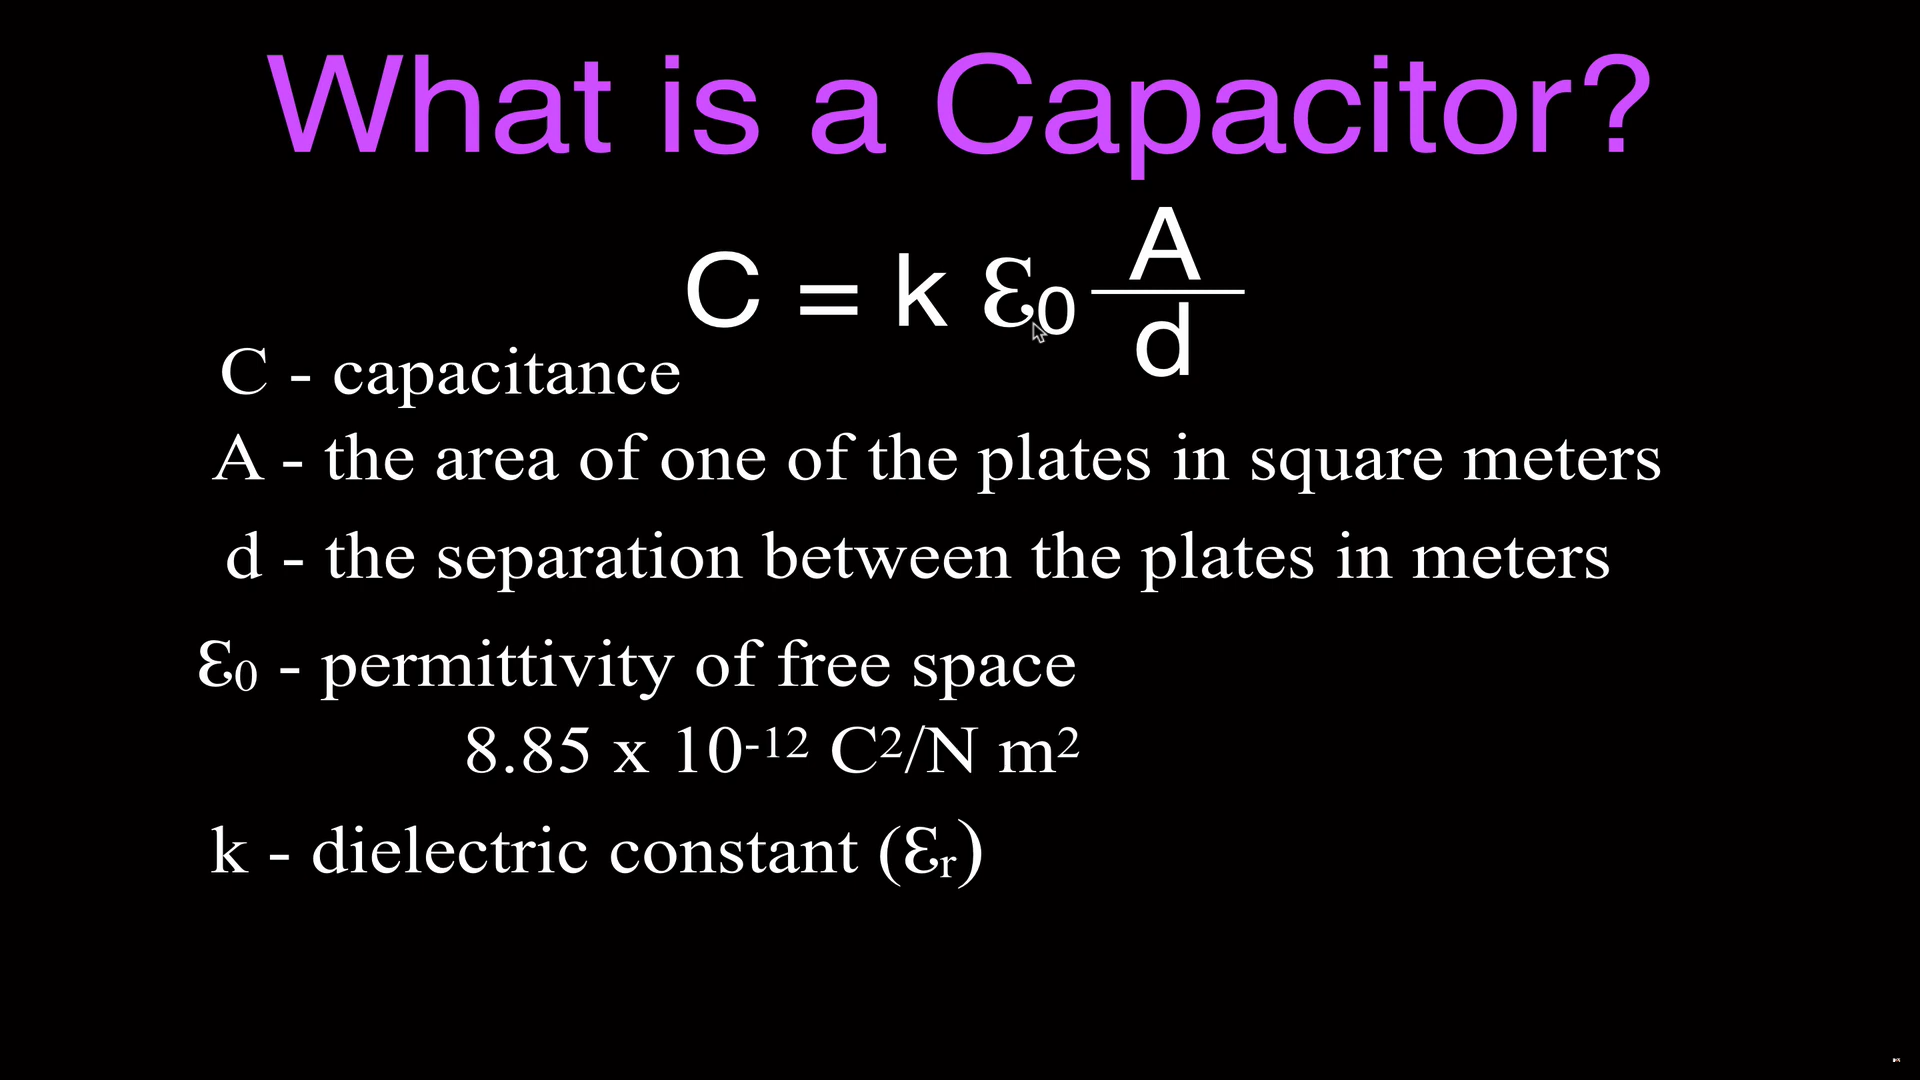 What is a Capacitor?
C = k ε₀ A/d
C - capacitance
A - the area of one of the plates in square meters
d - the separation between the plates in meters
ε₀ - permittivity of free space
8.85 x 10⁻¹² C²/N m²
k - dielectric constant (εᵣ)